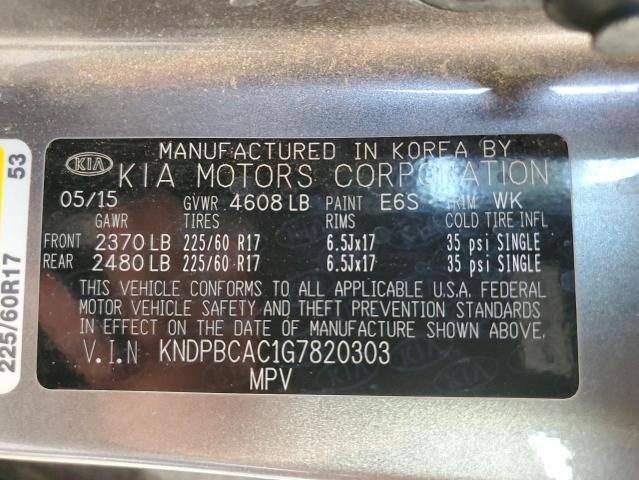 MANUFACTURED IN KOREA BY
KIA KIA MOTORS CORPORATION
05/15 GVWR 4608 LB PAINT E6S TRIM WK
GAWR TIRES RIMS COLD TIRE INFL
FRONT 2370 LB 225/60 R17 6.5Jx17 35 psi SINGLE
REAR 2480 LB 225/60 R17 6.5Jx17 35 psi SINGLE
THIS VEHICLE CONFORMS TO ALL APPLICABLE U.S.A. FEDERAL
MOTOR VEHICLE SAFETY AND THEFT PREVENTION STANDARDS
IN EFFECT ON THE DATE OF MANUFACTURE SHOWN ABOVE.
V.I.N KNDPBCAC1G7820303
MPV
225/60R17 53